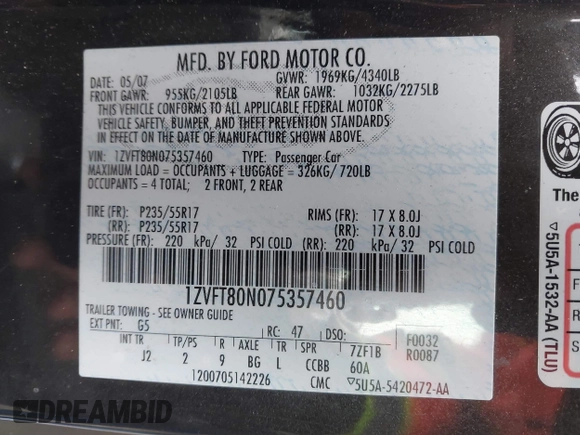 MFD. BY FORD MOTOR CO.
05/07 GVWR: 1969KG/4340LB
FRONT GAWR: 955KG/2105LB REAR GAWR: 1032KG/2275LB
THIS VEHICLE CONFORMS TO ALL APPLICABLE FEDERAL MOTOR
VEHICLE SAFETY, BUMPER, AND THEFT PREVENTION STANDARDS
IN EFFECT ON THE DATE OF MANUFACTURE SHOWN ABOVE.
VIN: 1ZVFT80N075357460 TYPE: Passenger Car
MAXIMUM LOAD = OCCUPANTS + LUGGAGE = 326KG/ 720LB
OCCUPANTS = 4 TOTAL; 2 FRONT, 2 REAR
TIRE (FR): P235/55R17 RIMS (FR): 17 X 8.0J
(RR): P235/55R17 (RR): 17 X 8.0J
PRESSURE (FR): 220 kPa/ 32 PSI COLD (RR): 220 kPa/ 32 PSI COLD
1ZVFT80N075357460
TRAILER TOWING - SEE OWNER GUIDE
EXT PNT: G5 RC: 47 DSO: F0032
INT TR TP/PS R AXLE TR SPR 7ZF1B R0087
J2 2 9 BG L CCBB 60A
1200705142226 CMC ▽5U5A-5420472-AA
The
▽5U5A-1532-AA (TLU)
F
R
S
DREAMBID